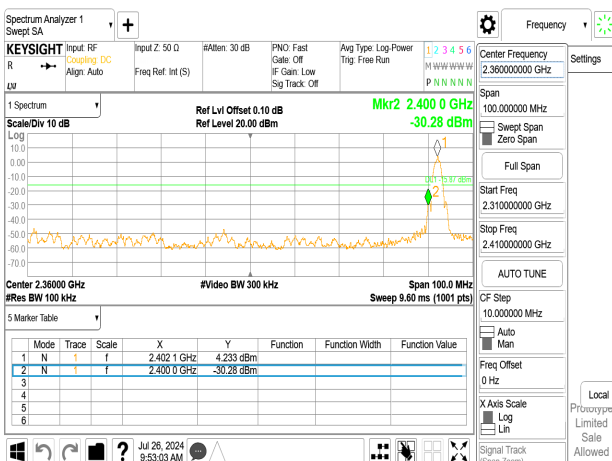 Spectrum Analyzer 1
Swept SA
Frequency
KEYSIGHT
R
LXI
Input: RF
Coupling: DC
Align: Auto
Input Z: 50 Ω
Freq Ref: Int (S)
#Atten: 30 dB
PNO: Fast
Gate: Off
IF Gain: Low
Sig Track: Off
Avg Type: Log-Power
Trig: Free Run
1 2 3 4 5 6
M W W W W W
P N N N N N
1 Spectrum
Scale/Div 10 dB
Ref Lvl Offset 0.10 dB
Ref Level 20.00 dBm
Mkr2 2.400 0 GHz
-30.28 dBm
Log
10.0
0.00
-10.0
-20.0
-30.0
-40.0
-50.0
-60.0
-70.0
1
2
Center 2.36000 GHz
#Res BW 100 kHz
#Video BW 300 kHz
Span 100.0 MHz
Sweep 9.60 ms (1001 pts)
5 Marker Table
Mode Trace Scale X Y Function Function Width Function Value
1 N 1 f 2.402 1 GHz 4.233 dBm
2 N 1 f 2.400 0 GHz -30.28 dBm
3
4
5
6
Jul 26, 2024
9:53:03 AM
Center Frequency
2.360000000 GHz
Settings
Span
100.000000 MHz
Swept Span
Zero Span
Full Span
Start Freq
2.310000000 GHz
Stop Freq
2.410000000 GHz
AUTO TUNE
CF Step
10.000000 MHz
Auto
Man
Freq Offset
0 Hz
X Axis Scale
Log
Lin
Local
Prototype
Limited
Sale
Allowed
Signal Track
(Span Zoom)